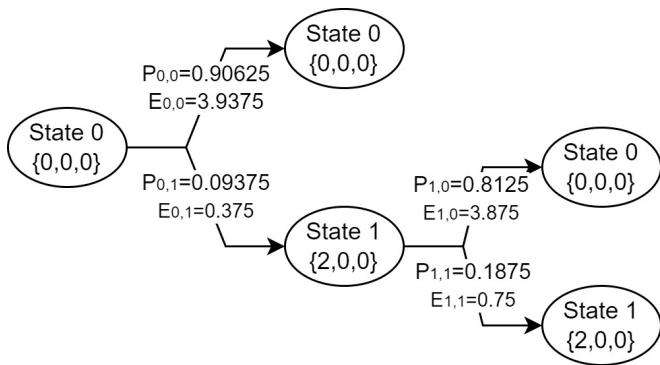 State 0
{0,0,0}
P0,0=0.90625
E0,0=3.9375
State 0
{0,0,0}
P0,1=0.09375
E0,1=0.375
State 1
{2,0,0}
P1,0=0.8125
E1,0=3.875
State 0
{0,0,0}
P1,1=0.1875
E1,1=0.75
State 1
{2,0,0}